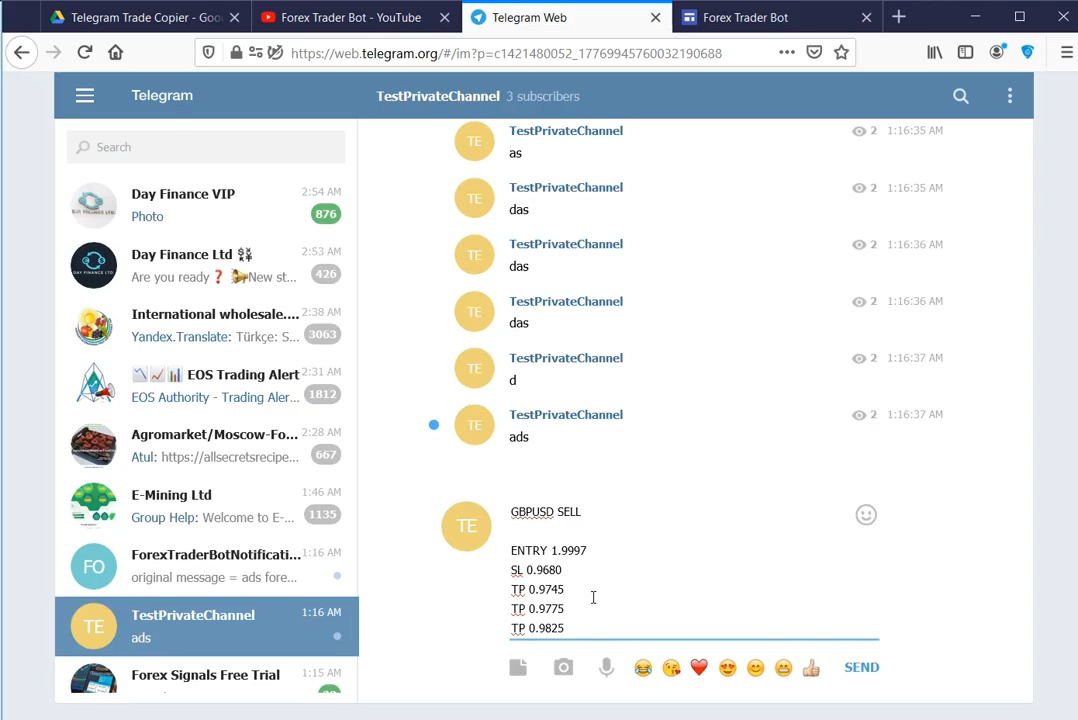 Telegram Trade Copier - Goo
Forex Trader Bot - YouTube
Telegram Web
Forex Trader Bot
https://web.telegram.org/#/im?p=c1421480052_17769945760032190688
Telegram
TestPrivateChannel 3 subscribers
Search
Day Finance VIP 2:54 AM
Photo 876
Day Finance Ltd 2:53 AM
Are you ready❓ New st... 426
International wholesale.... 2:38 AM
Yandex.Translate: Türkçe: S... 3063
EOS Trading Alert 2:31 AM
EOS Authority - Trading Aler... 1812
Agromarket/Moscow-Fo... 2:28 AM
Atul: https://allsecretsrecipe... 667
E-Mining Ltd 1:46 AM
Group Help: Welcome to E-... 1135
FO
ForexTraderBotNotificati... 1:16 AM
original message = ads fore...
TE
TestPrivateChannel 1:16 AM
ads
Forex Signals Free Trial 1:15 AM
TE
TestPrivateChannel 2 1:16:35 AM
as
TE
TestPrivateChannel 2 1:16:35 AM
das
TE
TestPrivateChannel 2 1:16:36 AM
das
TE
TestPrivateChannel 2 1:16:36 AM
das
TE
TestPrivateChannel 2 1:16:37 AM
d
TE
TestPrivateChannel 2 1:16:37 AM
ads
TE
GBPUSD SELL
ENTRY 1.9997
SL 0.9680
TP 0.9745
TP 0.9775
TP 0.9825
SEND